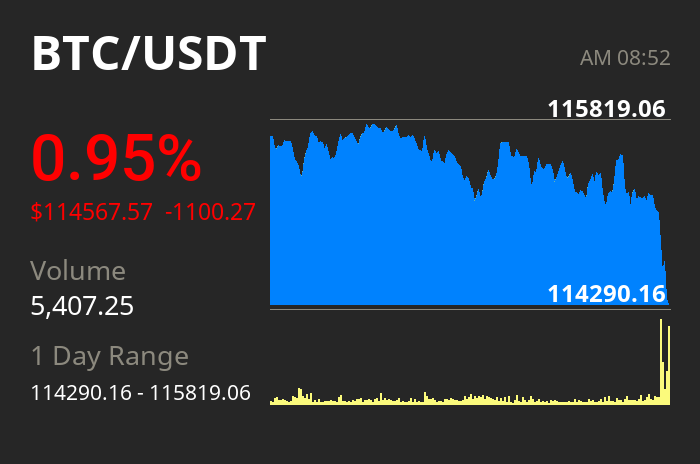 BTC/USDT
AM 08:52
115819.06
0.95%
$114567.57 -1100.27
Volume
5,407.25
114290.16
1 Day Range
114290.16 - 115819.06